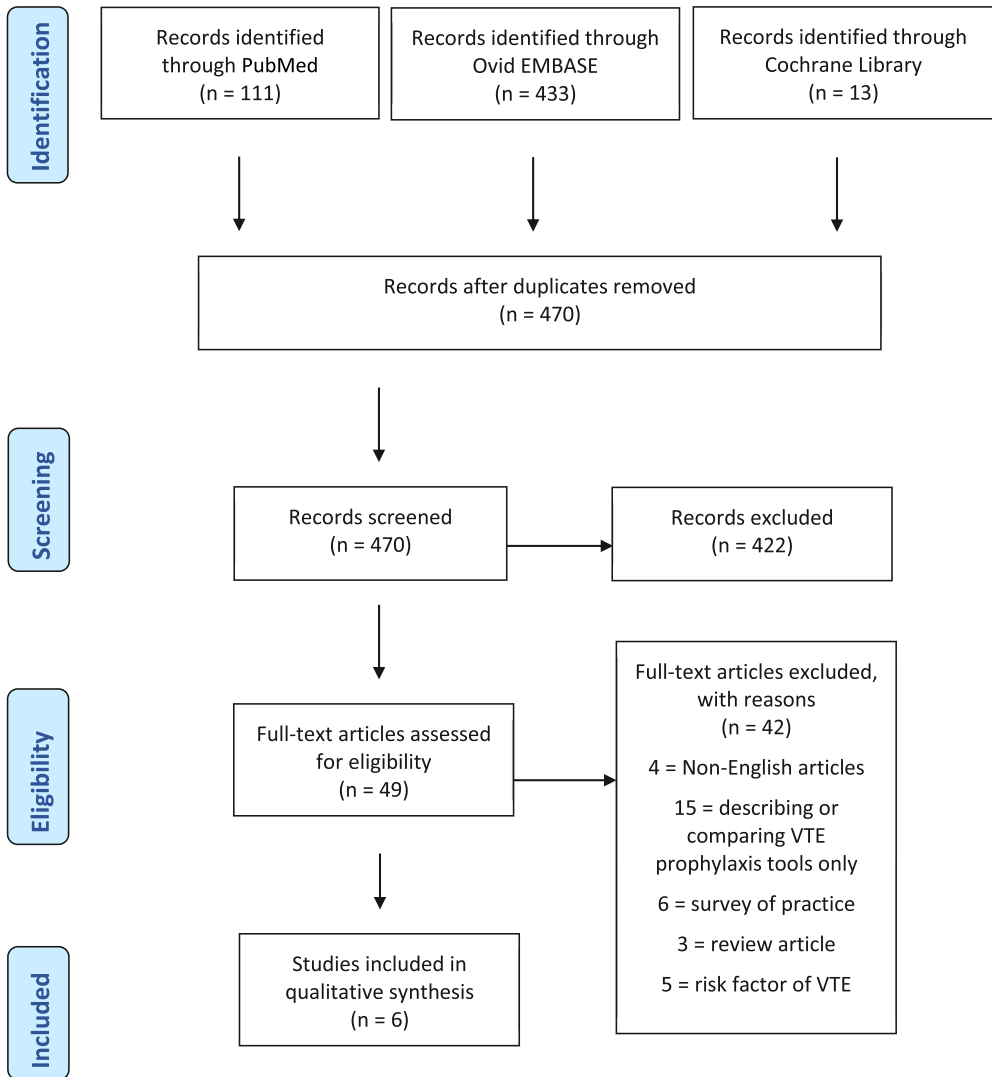 Identification
Records identified
through PubMed
(n = 111)
Records identified through
Ovid EMBASE
(n = 433)
Records identified through
Cochrane Library
(n = 13)
Records after duplicates removed
(n = 470)
Screening
Records screened
(n = 470)
Records excluded
(n = 422)
Eligibility
Full-text articles assessed
for eligibility
(n = 49)
Full-text articles excluded,
with reasons
(n = 42)
4 = Non-English articles
15 = describing or
comparing VTE
prophylaxis tools only
6 = survey of practice
3 = review article
5 = risk factor of VTE
Included
Studies included in
qualitative synthesis
(n = 6)